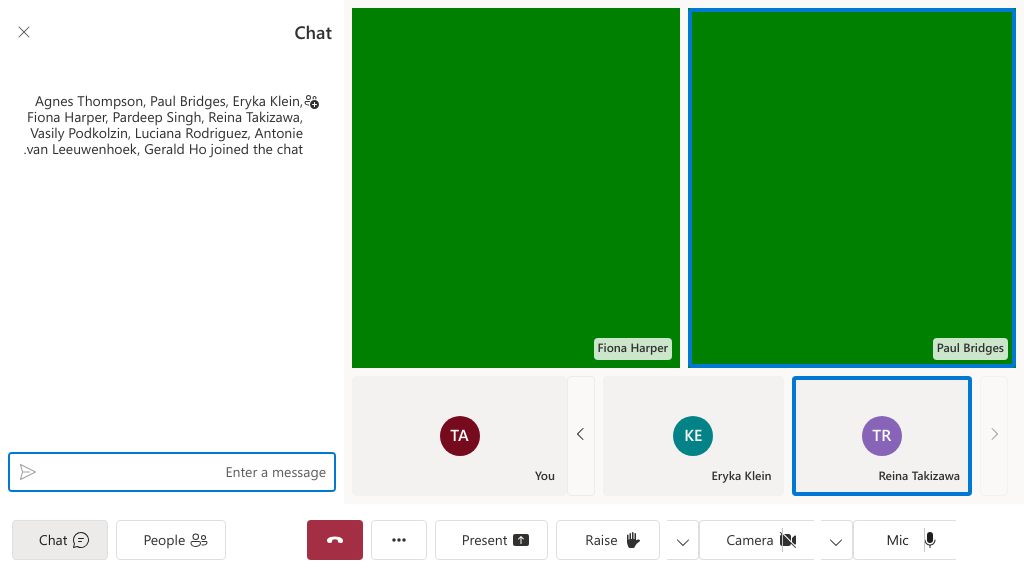 Chat
Agnes Thompson, Paul Bridges, Eryka Klein,
Fiona Harper, Pardeep Singh, Reina Takizawa,
Vasily Podkolzin, Luciana Rodriguez, Antonie
.van Leeuwenhoek, Gerald Ho joined the chat
Enter a message
Fiona Harper
Paul Bridges
TA
You
KE
Eryka Klein
TR
Reina Takizawa
Chat
People
Present
Raise
Camera
Mic